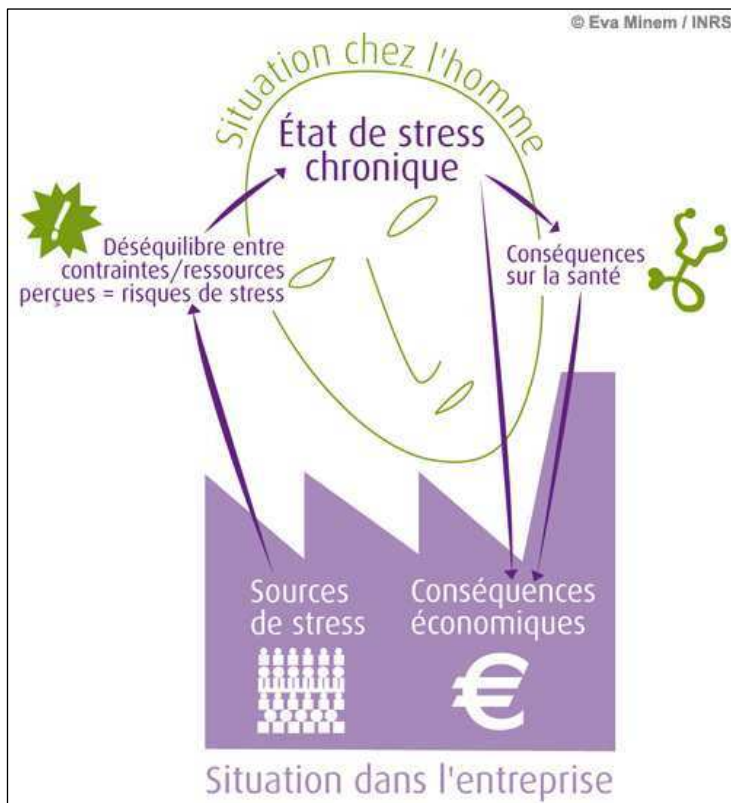 © Eva Minem / INRS
Situation chez l'homme
État de stress
chronique
Déséquilibre entre
contraintes/ressources
perçues = risques de stress
Conséquences
sur la santé
Sources
de stress
Conséquences
économiques
€
Situation dans l'entreprise